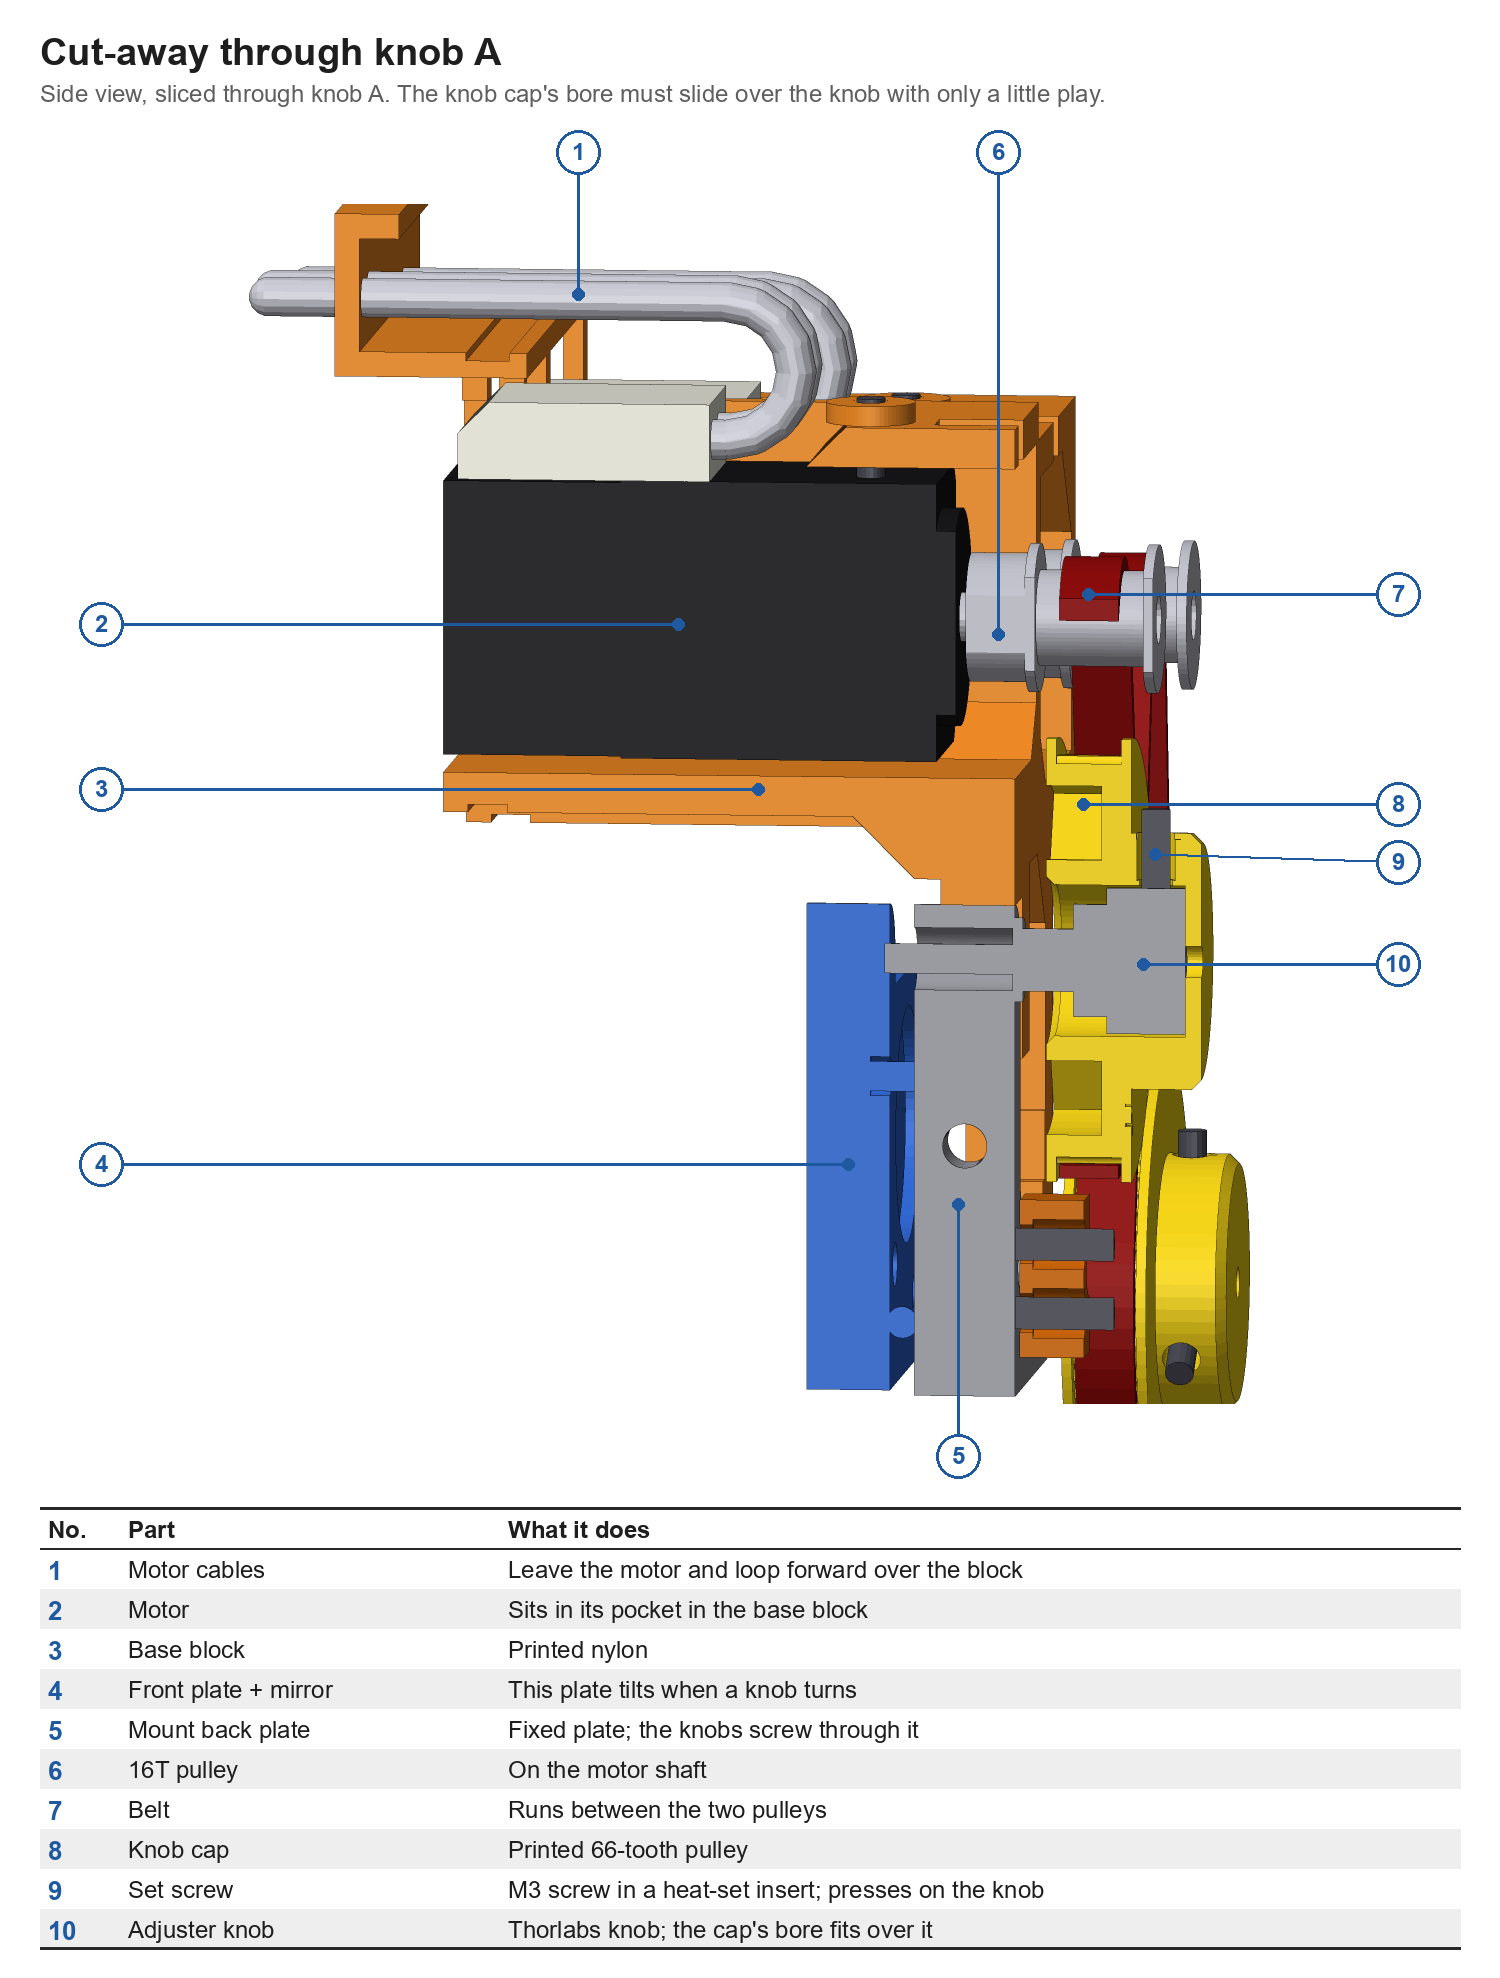 Cut-away through knob A
Side view, sliced through knob A. The knob cap's bore must slide over the knob with only a little play.
1
6
2
7
3
8
9
10
4
5
No. Part What it does
1 Motor cables Leave the motor and loop forward over the block
2 Motor Sits in its pocket in the base block
3 Base block Printed nylon
4 Front plate + mirror This plate tilts when a knob turns
5 Mount back plate Fixed plate; the knobs screw through it
6 16T pulley On the motor shaft
7 Belt Runs between the two pulleys
8 Knob cap Printed 66-tooth pulley
9 Set screw M3 screw in a heat-set insert; presses on the knob
10 Adjuster knob Thorlabs knob; the cap's bore fits over it